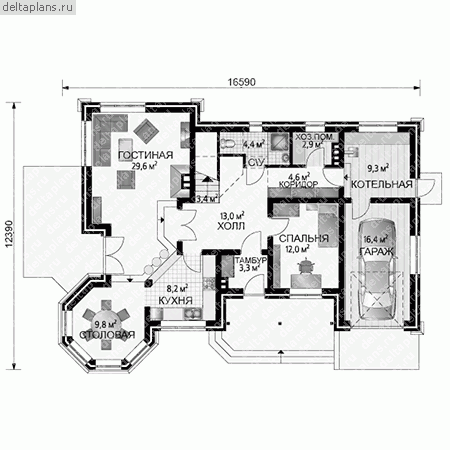 deltaplans.ru
16590
12390
ГОСТИНАЯ
29,6 м²
4,4 м²
С/У
ХОЗ.ПОМ.
2,9 м²
9,3 м²
КОТЕЛЬНАЯ
4,6 м²
КОРИДОР
3,4 м²
13,0 м²
ХОЛЛ
СПАЛЬНЯ
12,0 м²
16,4 м²
ГАРАЖ
ТАМБУР
3,3 м²
8,2 м²
КУХНЯ
9,8 м²
СТОЛОВАЯ